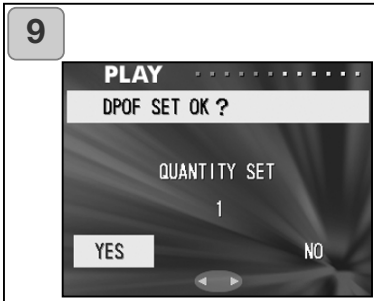 9
PLAY
DPOF SET OK?
QUANTITY SET
1
YES NO